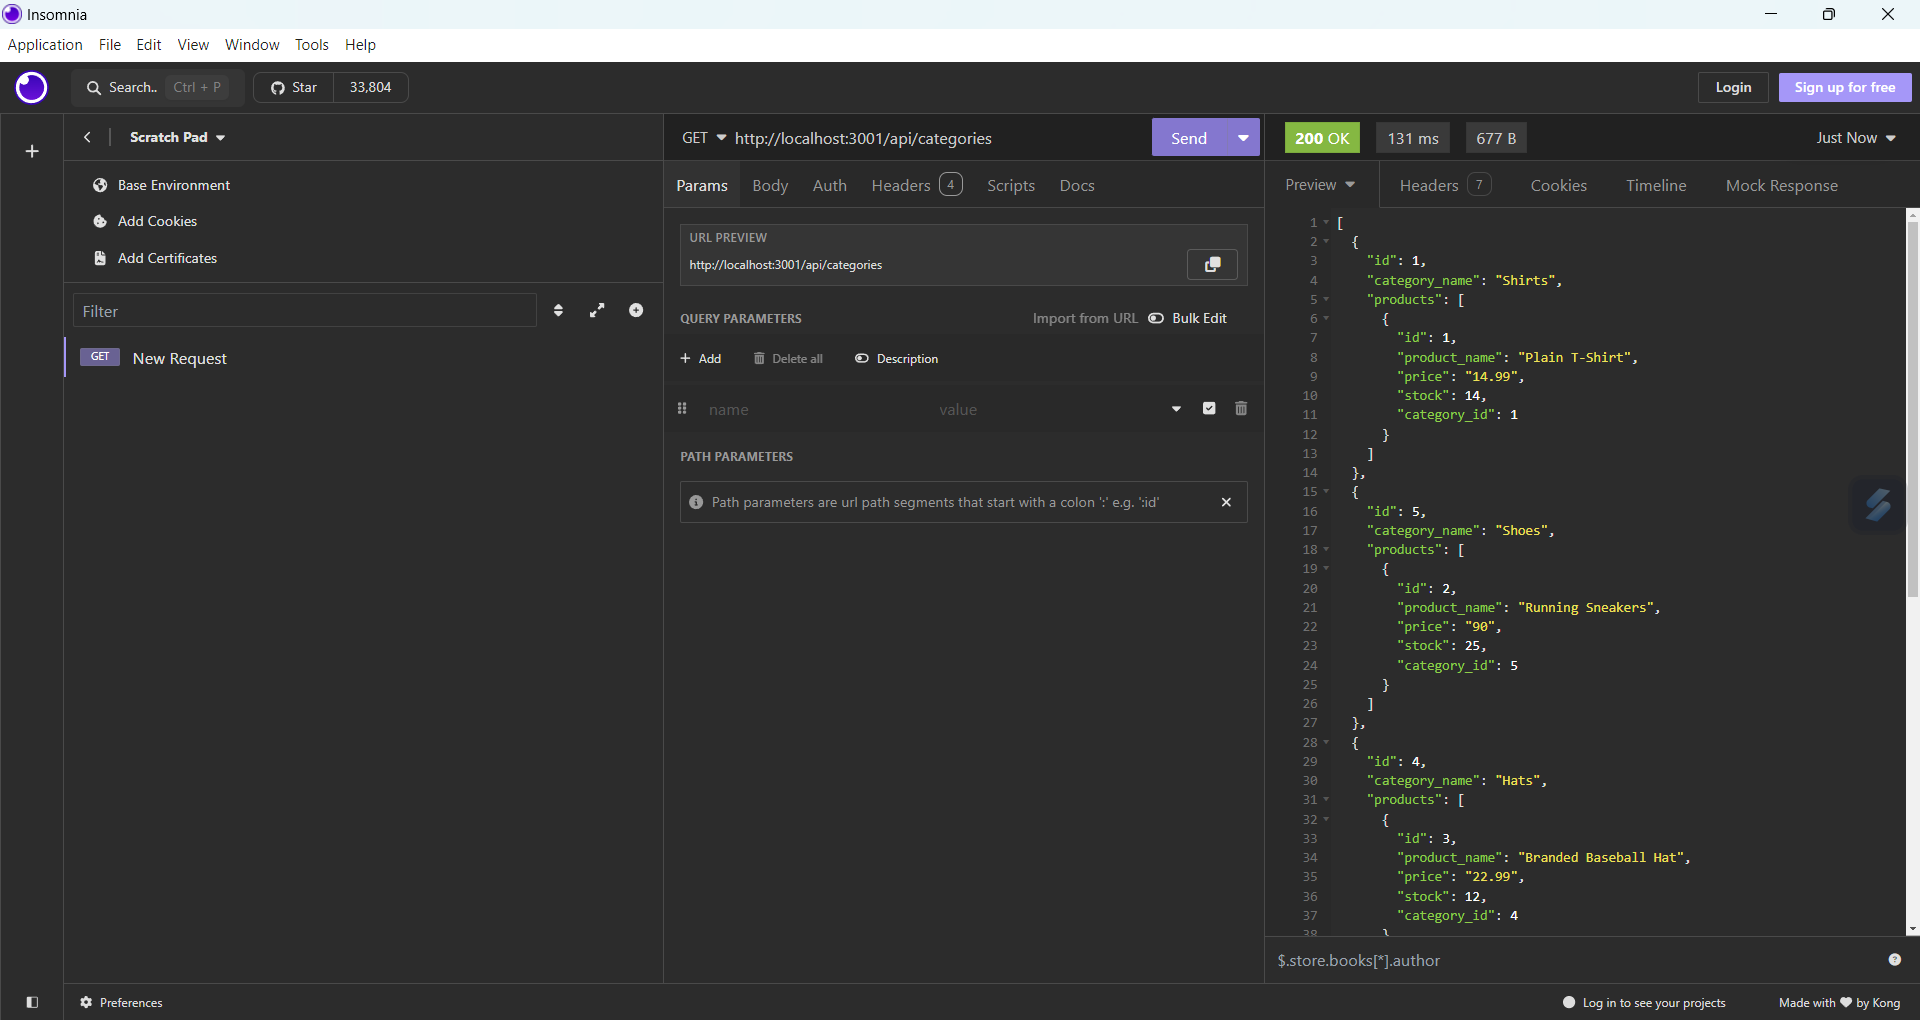 Insomnia
Application File Edit View Window Tools Help
Search.. Ctrl + P Star 33,804 Login Sign up for free
Scratch Pad
Base Environment
Add Cookies
Add Certificates
Filter
GET New Request
GET http://localhost:3001/api/categories Send
Params Body Auth Headers 4 Scripts Docs
URL PREVIEW
http://localhost:3001/api/categories
QUERY PARAMETERS Import from URL Bulk Edit
Add Delete all Description
name value
PATH PARAMETERS
Path parameters are url path segments that start with a colon ':' e.g. ':id'
200 OK 131 ms 677 B Just Now
Preview Headers 7 Cookies Timeline Mock Response
1 [
2 {
3 "id": 1,
4 "category_name": "Shirts",
5 "products": [
6 {
7 "id": 1,
8 "product_name": "Plain T-Shirt",
9 "price": "14.99",
10 "stock": 14,
11 "category_id": 1
12 }
13 ]
14 },
15 {
16 "id": 5,
17 "category_name": "Shoes",
18 "products": [
19 {
20 "id": 2,
21 "product_name": "Running Sneakers",
22 "price": "90",
23 "stock": 25,
24 "category_id": 5
25 }
26 ]
27 },
28 {
29 "id": 4,
30 "category_name": "Hats",
31 "products": [
32 {
33 "id": 3,
34 "product_name": "Branded Baseball Hat",
35 "price": "22.99",
36 "stock": 12,
37 "category_id": 4
38 }
$.store.books[*].author
Preferences
Log in to see your projects Made with ♥ by Kong